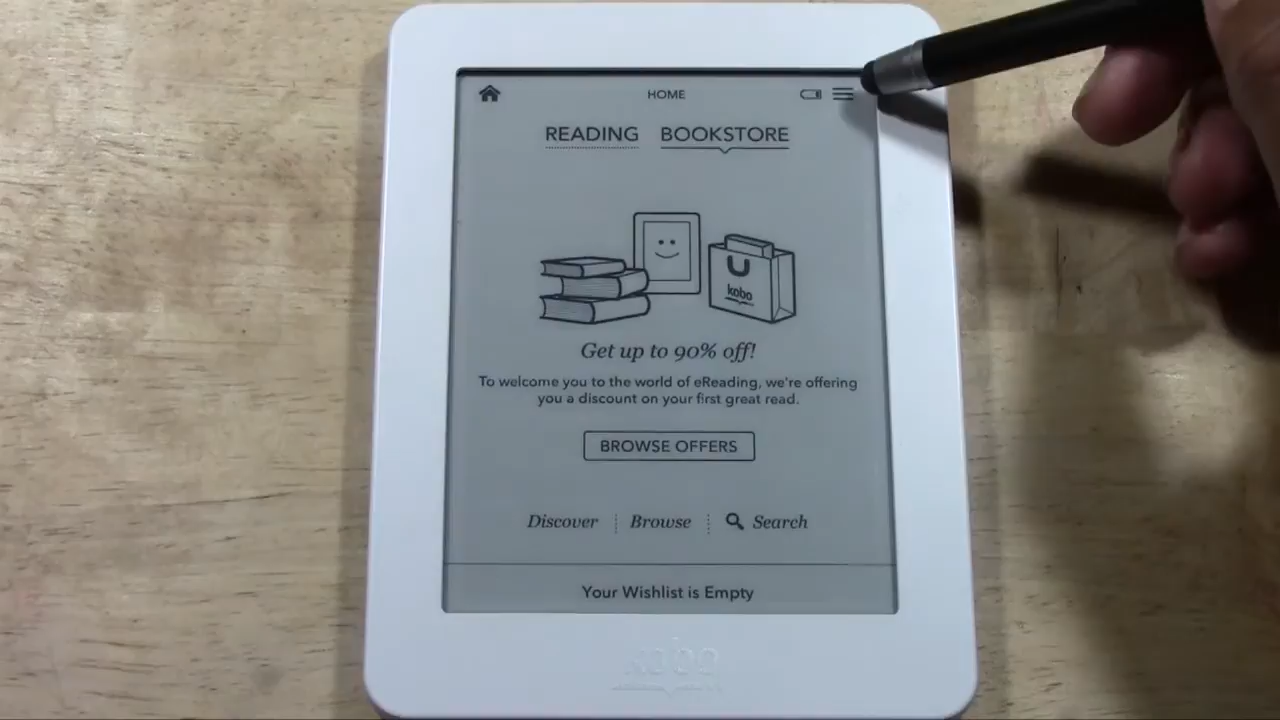 HOME
READING BOOKSTORE
kobo
Get up to 90% off!
To welcome you to the world of eReading, we're offering
you a discount on your first great read.
BROWSE OFFERS
Discover Browse Search
Your Wishlist is Empty
kobo